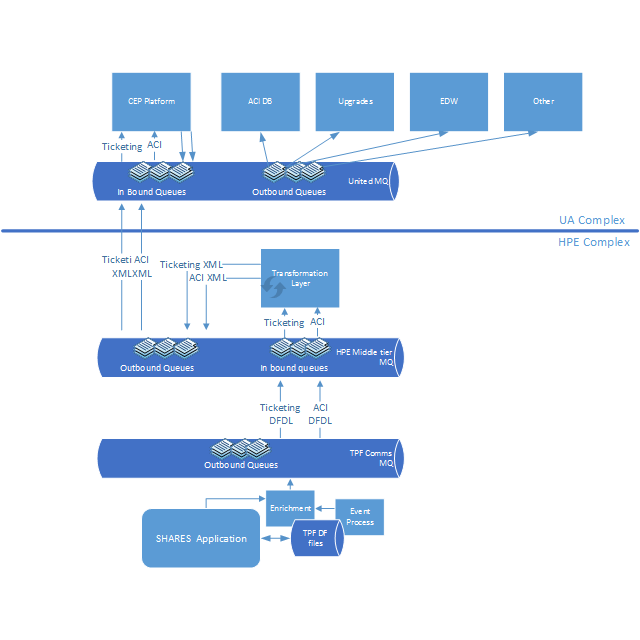 CEP Platform
ACI DB
Upgrades
EDW
Other
Ticketing
ACI
In Bound Queues
Outbound Queues
United MQ
UA Complex
HPE Complex
Ticketi ACI
XMLXML
Ticketing XML
ACI XML
Transformation
Layer
Ticketing
ACI
Outbound Queues
In bound queues
HPE Middle tier
MQ
Ticketing
DFDL
ACI
DFDL
Outbound Queues
TPF Comms
MQ
Enrichment
Event
Process
SHARES Application
TPF DF
files